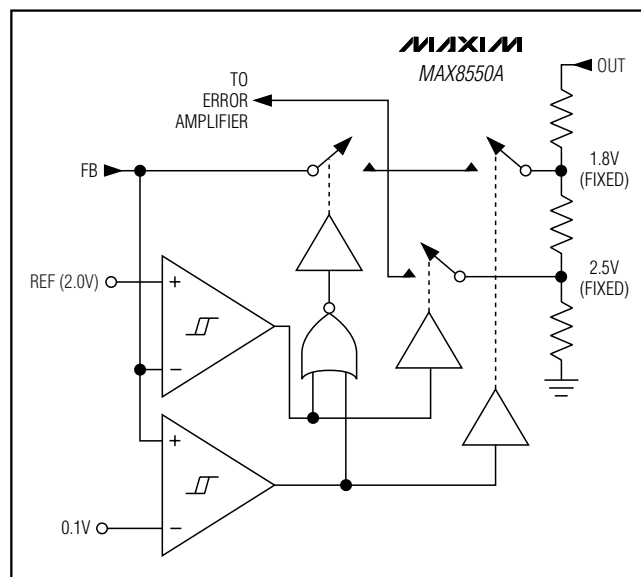 MAXIM
MAX8550A
OUT
TO
ERROR
AMPLIFIER
FB
1.8V
(FIXED)
REF (2.0V)
+
−
2.5V
(FIXED)
+
−
0.1V